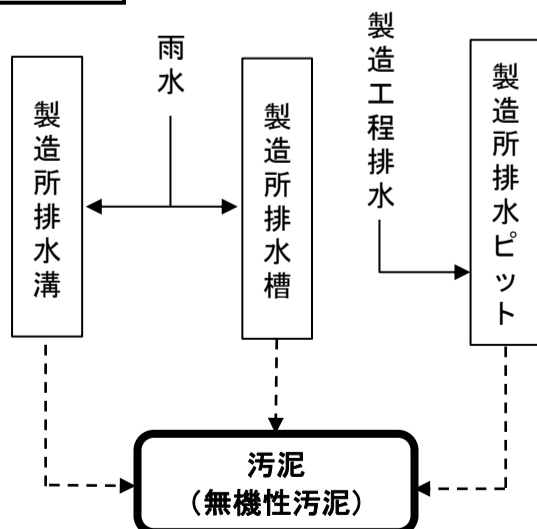 雨水
製造工程排水
製造所排水溝
製造所排水槽
製造所排水ピット
汚泥
（無機性汚泥）